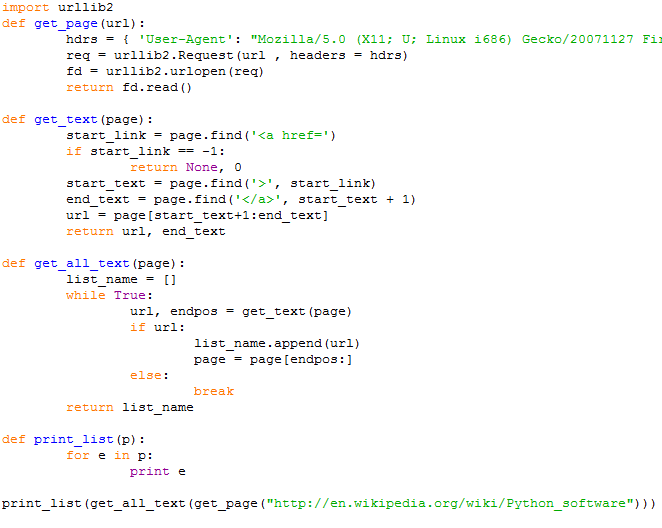 import urllib2
def get_page(url):
        hdrs = { 'User-Agent': "Mozilla/5.0 (X11; U; Linux i686) Gecko/20071127 Fir
        req = urllib2.Request(url , headers = hdrs)
        fd = urllib2.urlopen(req)
        return fd.read()

def get_text(page):
        start_link = page.find('<a href=')
        if start_link == -1:
                return None, 0
        start_text = page.find('>', start_link)
        end_text = page.find('</a>', start_text + 1)
        url = page[start_text+1:end_text]
        return url, end_text

def get_all_text(page):
        list_name = []
        while True:
                url, endpos = get_text(page)
                if url:
                        list_name.append(url)
                        page = page[endpos:]
                else:
                        break
        return list_name

def print_list(p):
        for e in p:
                print e

print_list(get_all_text(get_page("http://en.wikipedia.org/wiki/Python_software")))